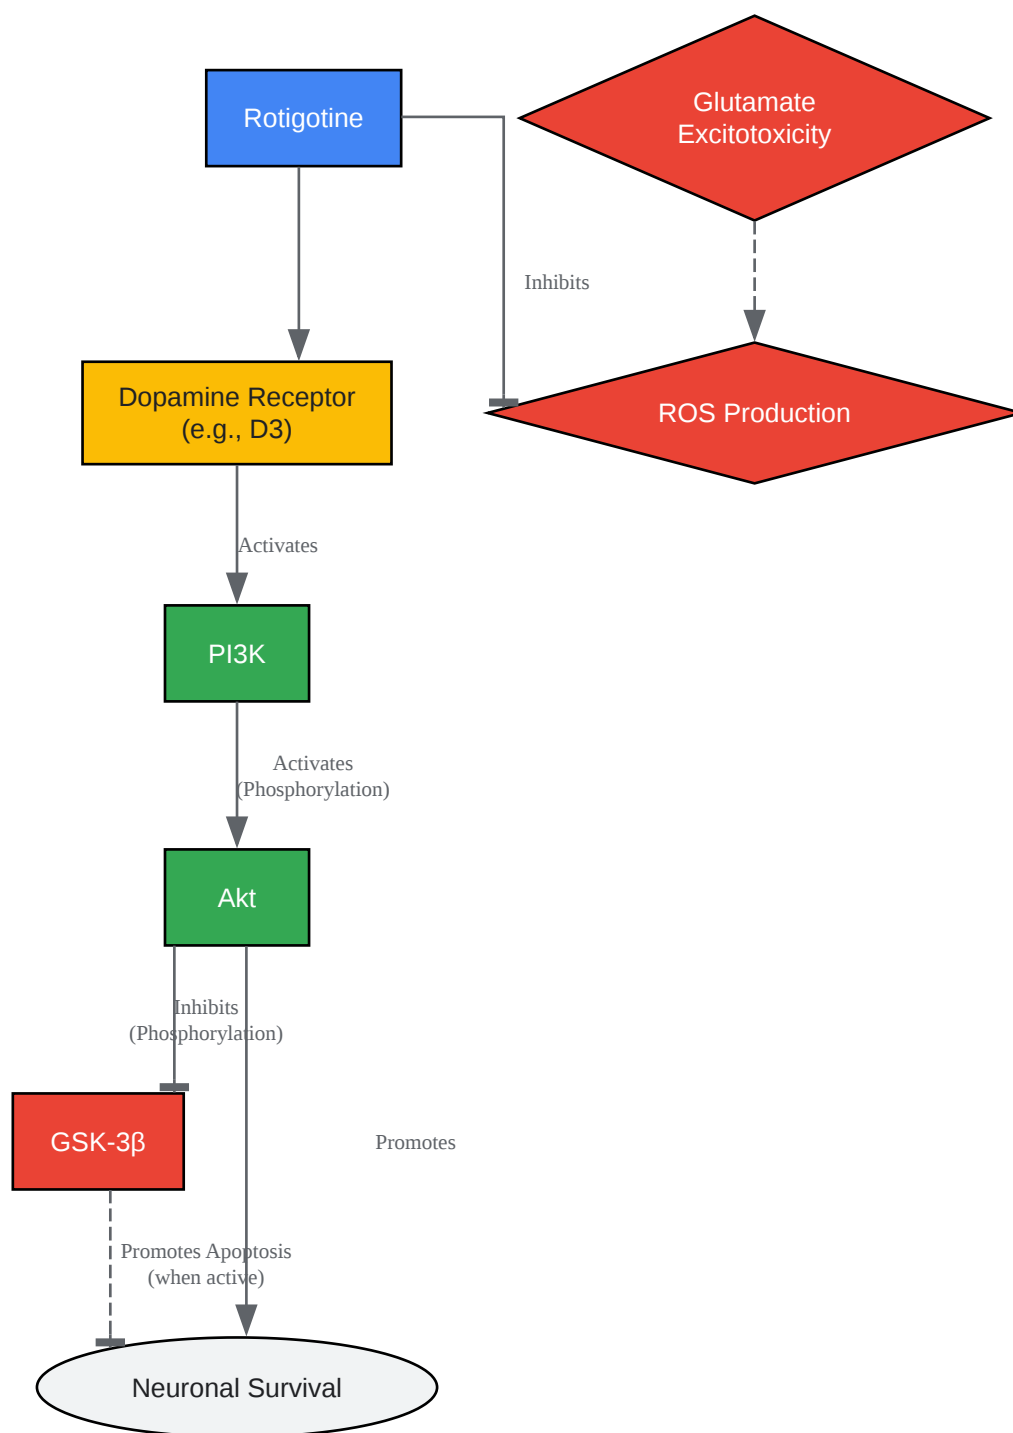 Rotigotine
Glutamate
Excitotoxicity
Inhibits
Dopamine Receptor
(e.g., D3)
ROS Production
Activates
PI3K
Activates
(Phosphorylation)
Akt
Inhibits
(Phosphorylation)
GSK-3β
Promotes
Promotes Apoptosis
(when active)
Neuronal Survival